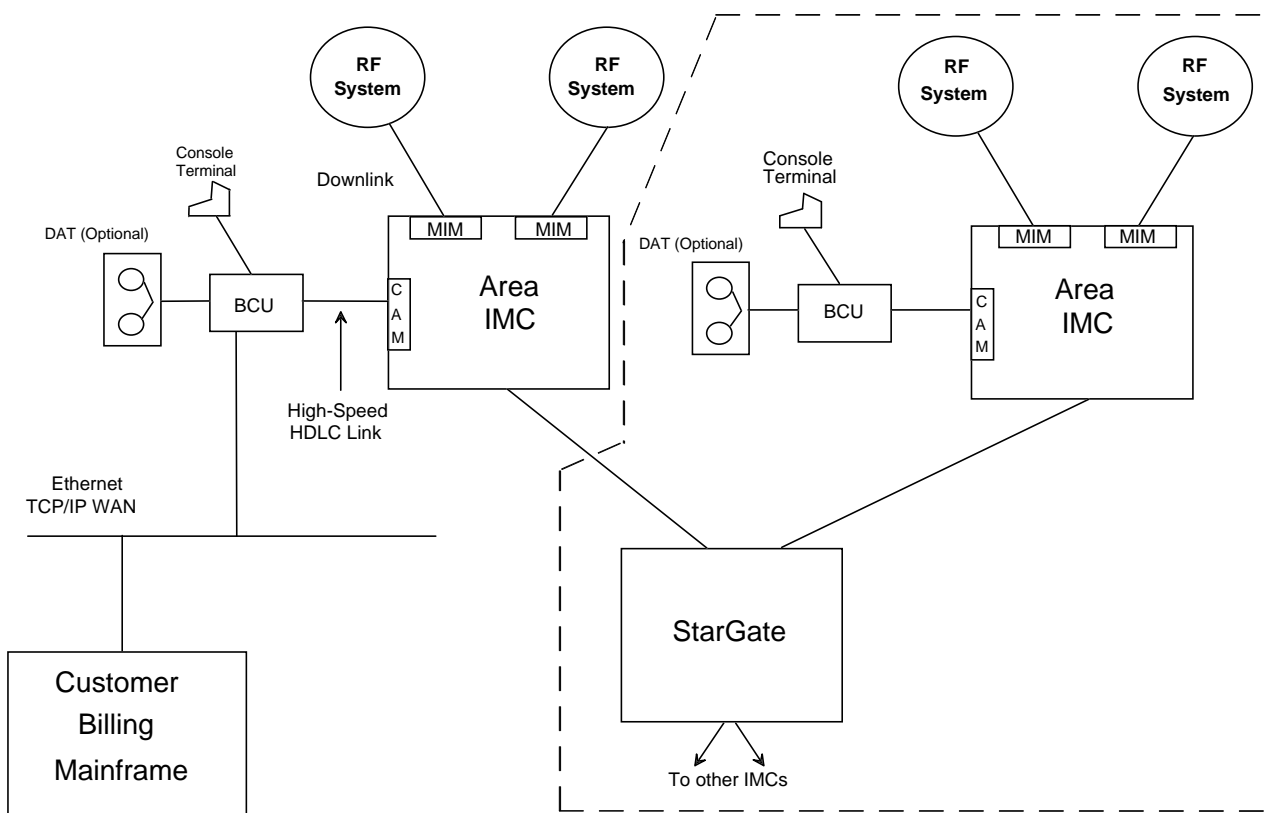 RF
System
RF
System
RF
System
RF
System
Console
Terminal
Downlink
Console
Terminal
DAT (Optional)
MIM
MIM
DAT (Optional)
MIM
MIM
BCU
C
A
M
Area
IMC
BCU
C
A
M
Area
IMC
High-Speed
HDLC Link
Ethernet
TCP/IP WAN
StarGate
Customer
Billing
Mainframe
To other IMCs